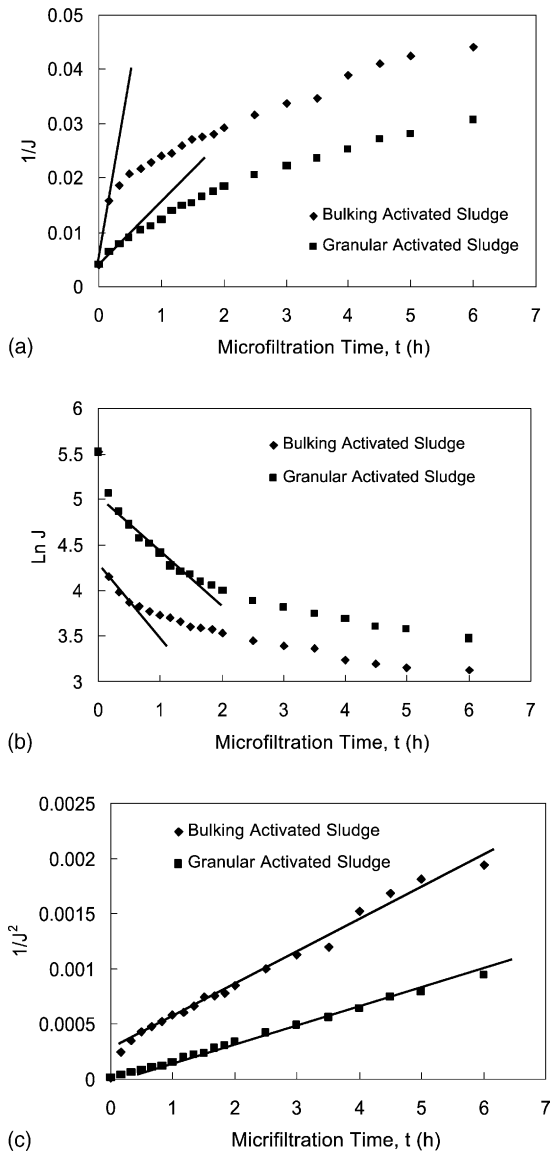 0.05
0.04
0.03
0.02
0.01
0
1/J
Bulking Activated Sludge
Granular Activated Sludge
0 1 2 3 4 5 6 7
(a)
Microfiltration Time, t (h)
6
5.5
5
4.5
4
3.5
3
Ln J
Bulking Activated Sludge
Granular Activated Sludge
0 1 2 3 4 5 6 7
(b)
Microfiltration Time, t (h)
0.0025
0.002
0.0015
0.001
0.0005
0
1/J²
Bulking Activated Sludge
Granular Activated Sludge
0 1 2 3 4 5 6 7
(c)
Microfiltration Time, t (h)